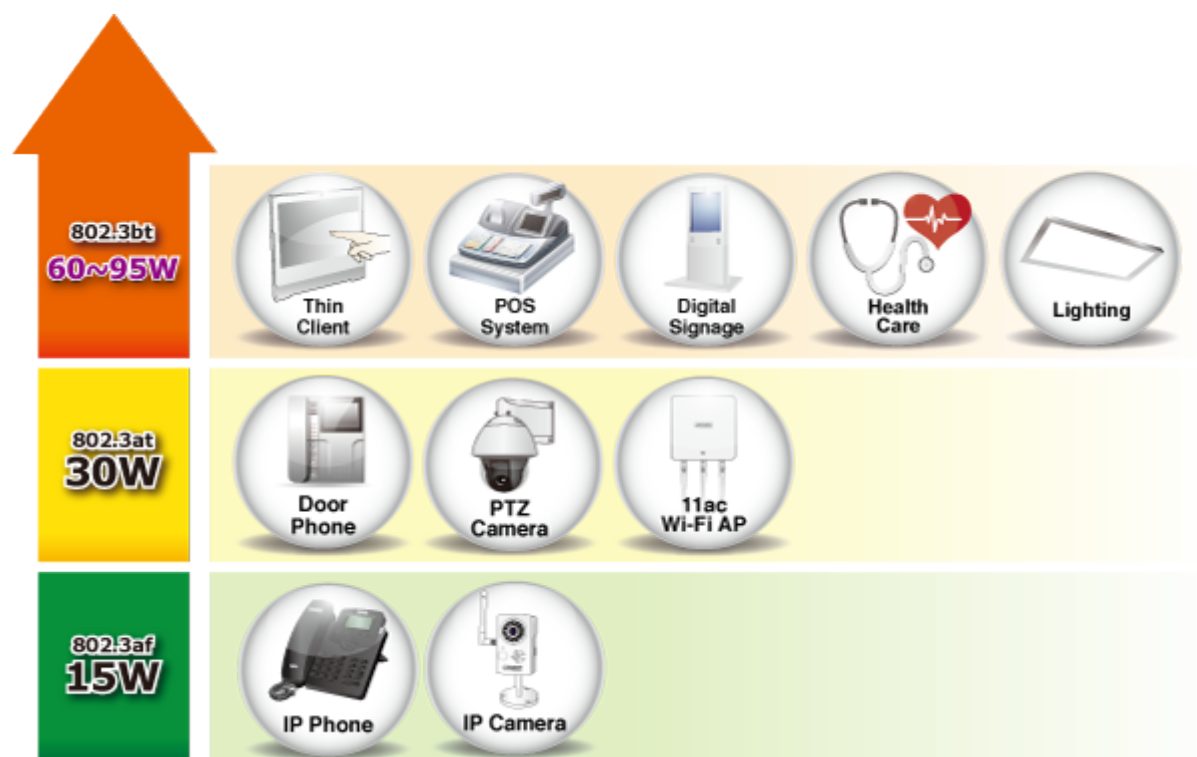 802.3bt
60~95W
Thin
Client
POS
System
Digital
Signage
Health
Care
Lighting
802.3at
30W
Door
Phone
PTZ
Camera
11ac
Wi-Fi AP
802.3af
15W
IP Phone
IP Camera